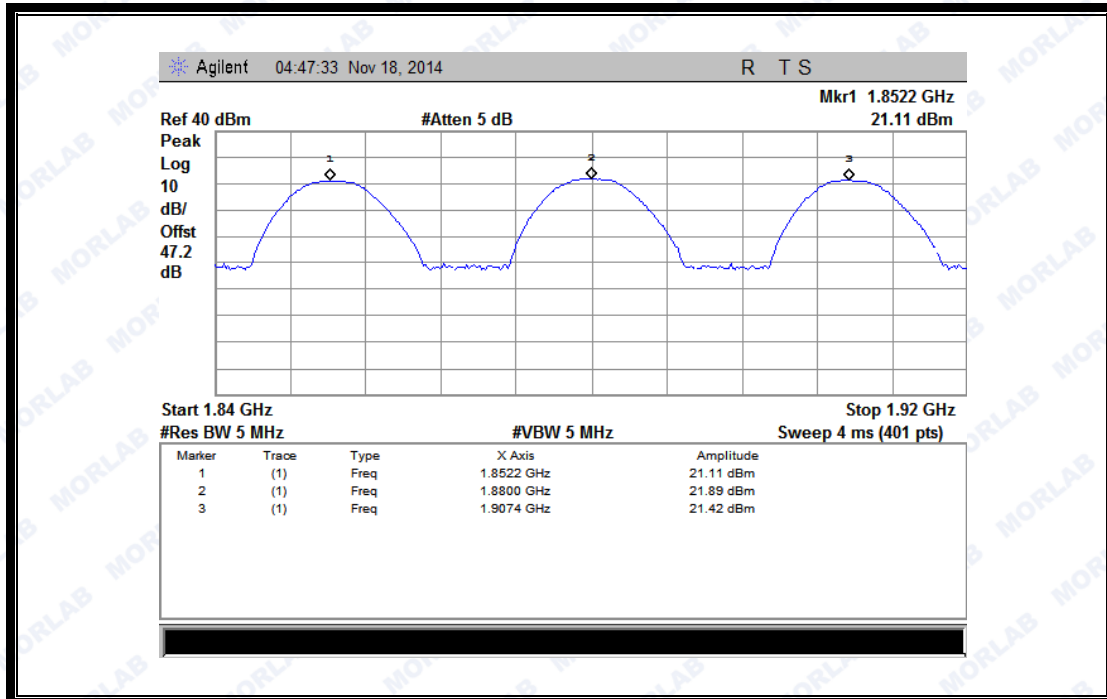 Agilent 04:47:33 Nov 18, 2014 R T S
Mkr1 1.8522 GHz
Ref 40 dBm #Atten 5 dB 21.11 dBm
Peak
Log
10
dB/
Offst
47.2
dB
1 2 3
Start 1.84 GHz Stop 1.92 GHz
#Res BW 5 MHz #VBW 5 MHz Sweep 4 ms (401 pts)
Marker Trace Type X Axis Amplitude
1 (1) Freq 1.8522 GHz 21.11 dBm
2 (1) Freq 1.8800 GHz 21.89 dBm
3 (1) Freq 1.9074 GHz 21.42 dBm
MORLAB